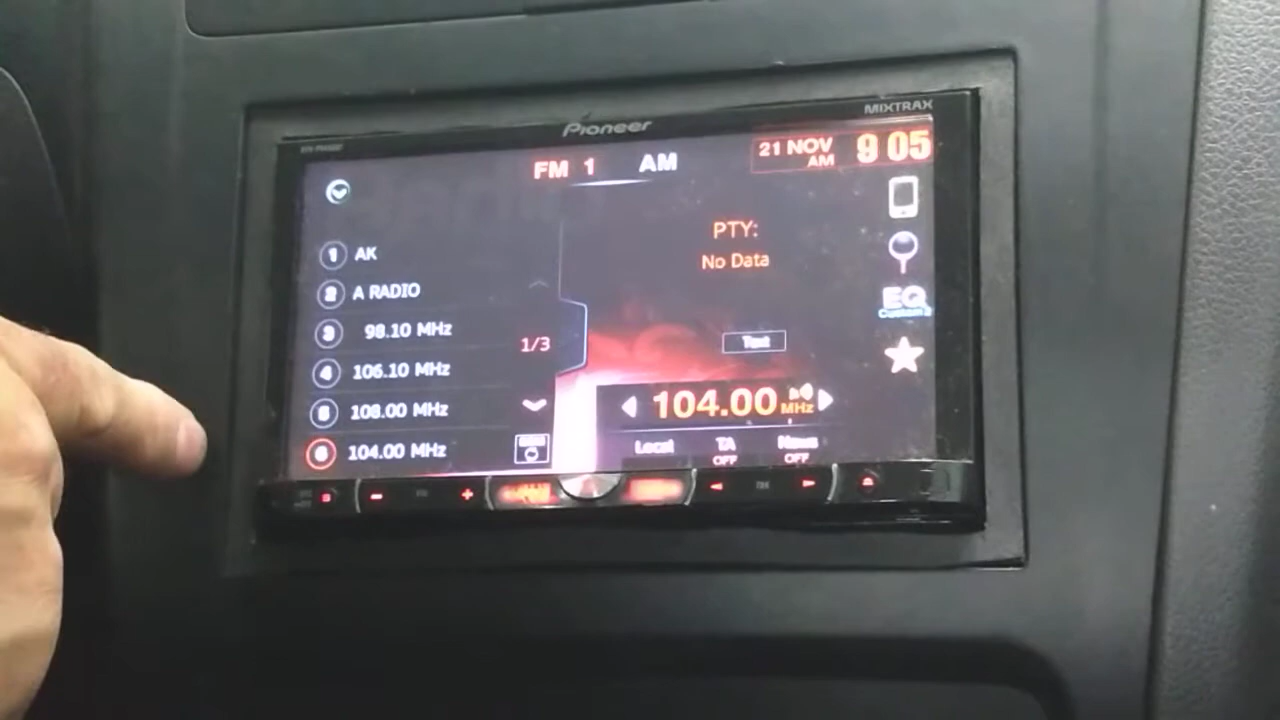 Pioneer
MIXTRAX
FM 1 AM
21 NOV
AM
9 05
1 AK
2 A RADIO
3 98.10 MHz
4 106.10 MHz
5 108.00 MHz
6 104.00 MHz
1/3
PTY:
No Data
EQ
Custom2
Text
104.00 MHz
Local
TA
OFF
News
OFF